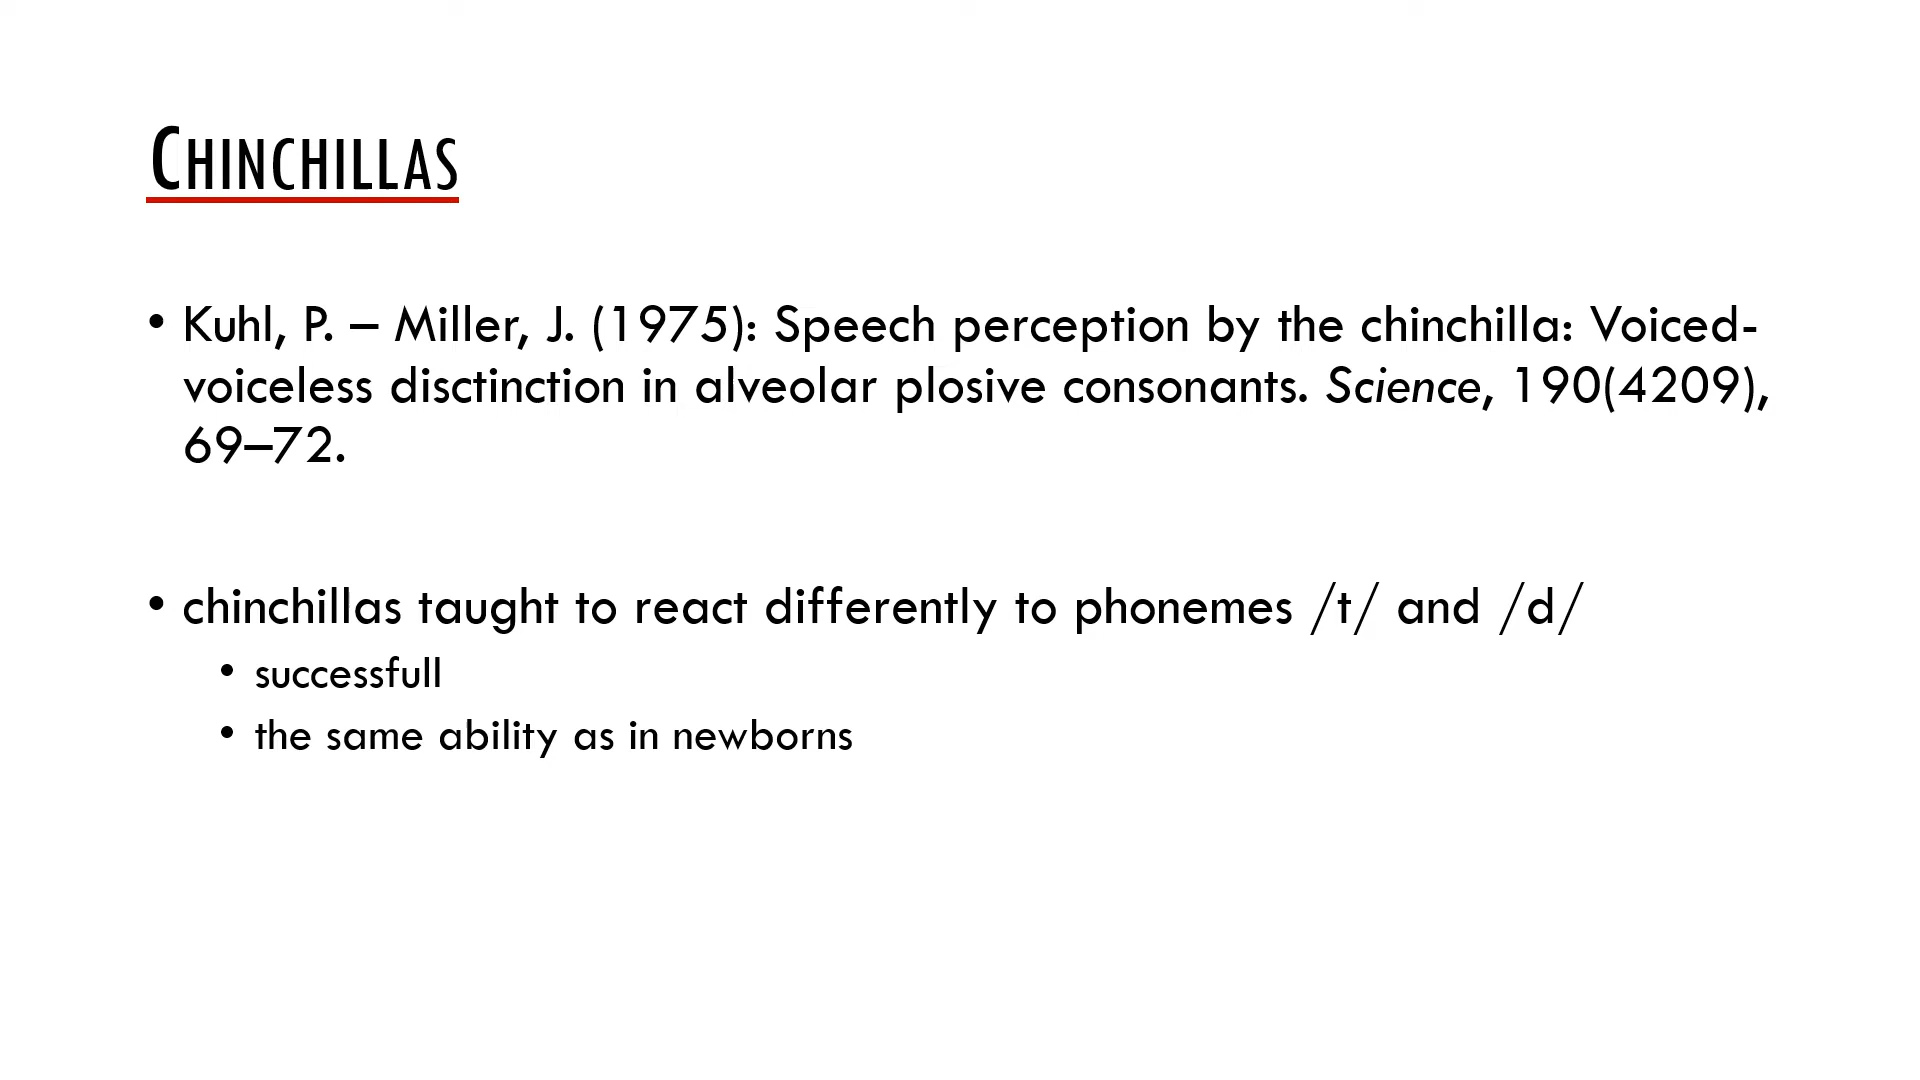 CHINCHILLAS
• Kuhl, P. – Miller, J. (1975): Speech perception by the chinchilla: Voiced-
voiceless disctinction in alveolar plosive consonants. Science, 190(4209),
69–72.
• chinchillas taught to react differently to phonemes /t/ and /d/
• successfull
• the same ability as in newborns